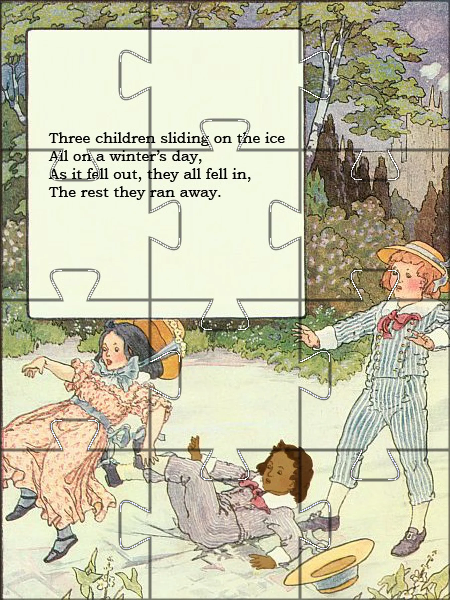 Three children sliding on the ice
All on a winter's day,
As it fell out, they all fell in,
The rest they ran away.